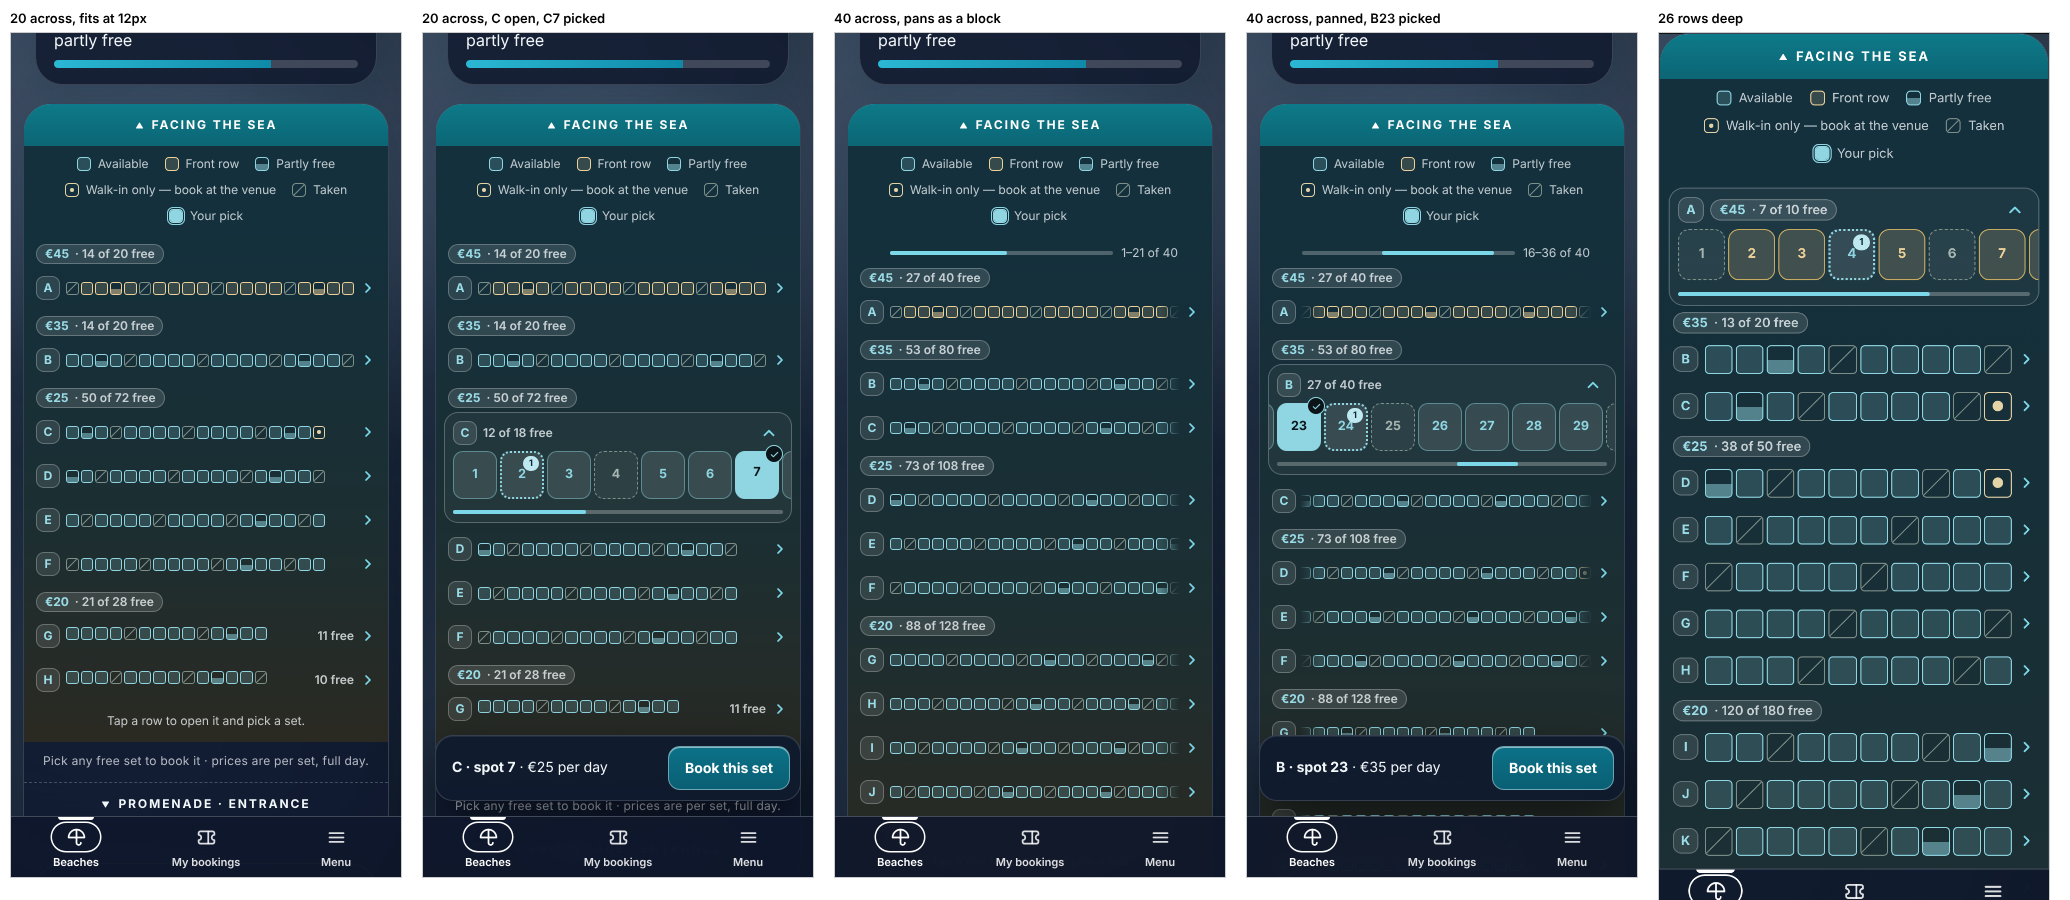 20 across, fits at 12px
partly free
▲ FACING THE SEA
Available Front row Partly free
Walk-in only — book at the venue Taken
Your pick
€45 · 14 of 20 free
A
€35 · 14 of 20 free
B
€25 · 50 of 72 free
C
D
E
F
€20 · 21 of 28 free
G 11 free
H 10 free
Tap a row to open it and pick a set.
Pick any free set to book it · prices are per set, full day.
▼ PROMENADE · ENTRANCE
Beaches My bookings Menu
20 across, C open, C7 picked
partly free
▲ FACING THE SEA
Available Front row Partly free
Walk-in only — book at the venue Taken
Your pick
€45 · 14 of 20 free
A
€35 · 14 of 20 free
B
€25 · 50 of 72 free
C 12 of 18 free
1 2 1 3 4 5 6 7
D
E
F
€20 · 21 of 28 free
G 11 free
C · spot 7 · €25 per day Book this set
Pick any free set to book it · prices are per set, full day.
Beaches My bookings Menu
40 across, pans as a block
partly free
▲ FACING THE SEA
Available Front row Partly free
Walk-in only — book at the venue Taken
Your pick
1–21 of 40
€45 · 27 of 40 free
A
€35 · 53 of 80 free
B
C
€25 · 73 of 108 free
D
E
F
€20 · 88 of 128 free
G
H
I
J
Beaches My bookings Menu
40 across, panned, B23 picked
partly free
▲ FACING THE SEA
Available Front row Partly free
Walk-in only — book at the venue Taken
Your pick
16–36 of 40
€45 · 27 of 40 free
A
€35 · 53 of 80 free
B 27 of 40 free
23 24 1 25 26 27 28 29
C
€25 · 73 of 108 free
D
E
F
€20 · 88 of 128 free
G
B · spot 23 · €35 per day Book this set
Beaches My bookings Menu
26 rows deep
▲ FACING THE SEA
Available Front row Partly free
Walk-in only — book at the venue Taken
Your pick
A €45 · 7 of 10 free
1 2 3 4 1 5 6 7
€35 · 13 of 20 free
B
C
€25 · 38 of 50 free
D
E
F
G
H
€20 · 120 of 180 free
I
J
K